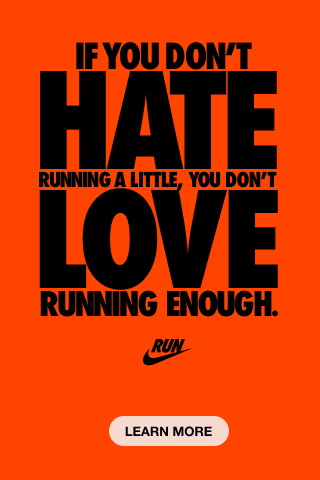 IF YOU DON'T
HATE
RUNNING A LITTLE, YOU DON'T
LOVE
RUNNING ENOUGH.
RUN
LEARN MORE